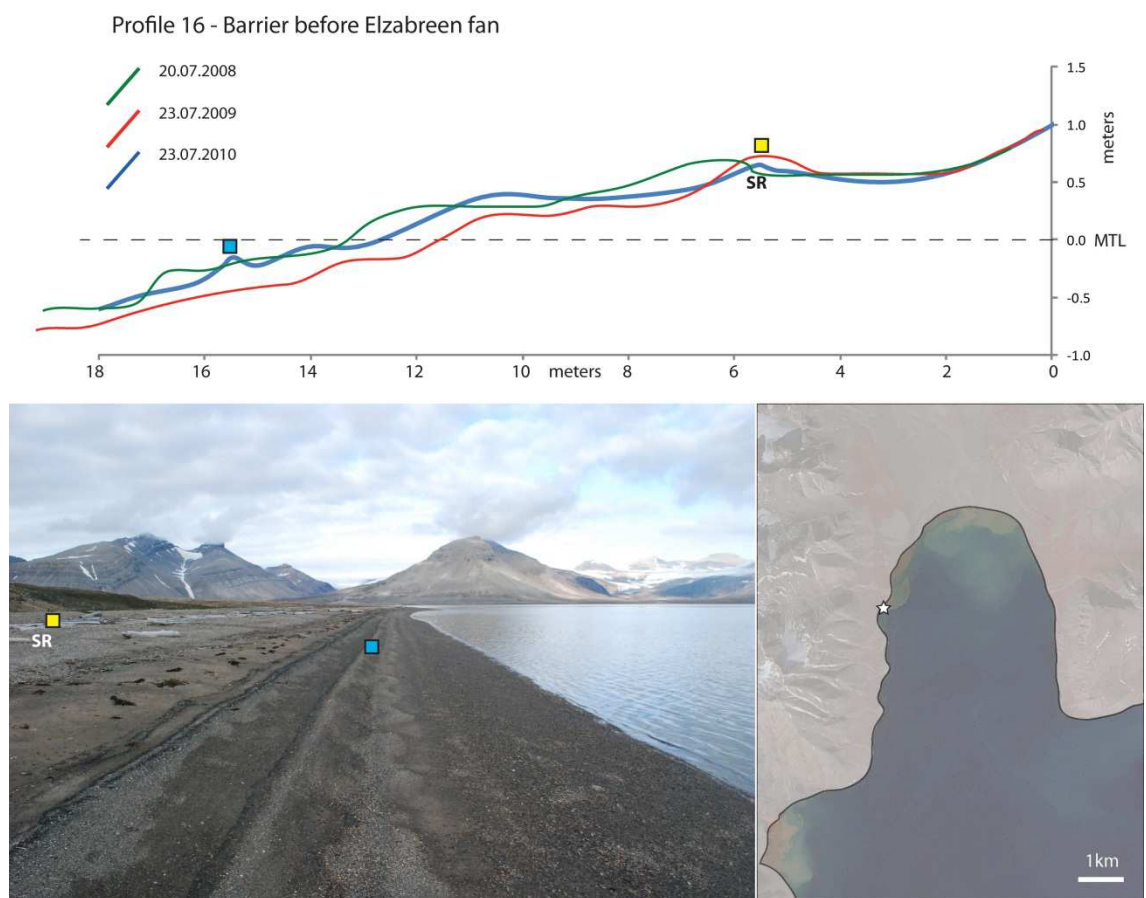 Profile 16 - Barrier before Elzabreen fan
20.07.2008
23.07.2009
23.07.2010
1.5
1.0
0.5
0.0 MTL
-0.5
-1.0
meters
SR
18 16 14 12 10 meters 8 6 4 2 0
SR
1km